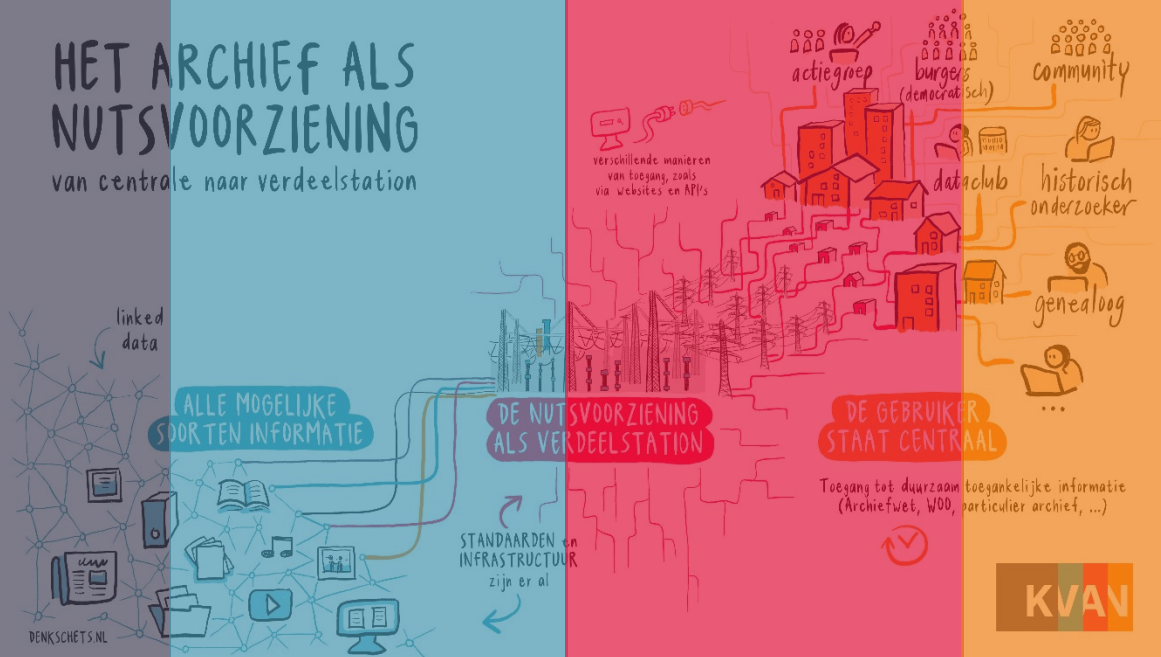 HET ARCHIEF ALS
NUTSVOORZIENING
van centrale naar verdeelstation
linked
data
ALLE MOGELIJKE
SOORTEN INFORMATIE
DENKSCHETS.NL
STANDAARDEN en
INFRASTRUCTUUR
zijn er al
DE NUTSVOORZIENING
ALS VERDEELSTATION
verschillende manieren
van toegang, zoals
via websites en API's
actiegroep
burgers
(democratisch)
community
dataclub
historisch
onderzoeker
genealoog
...
DE GEBRUIKER
STAAT CENTRAAL
Toegang tot duurzaam toegankelijke informatie
(Archiefwet, WOO, particulier archief, ...)
KVAN